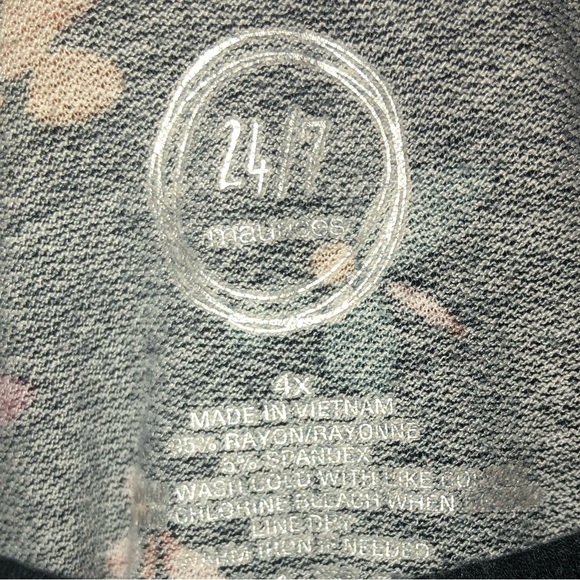 24/7
maurices
4X
MADE IN VIETNAM
95% RAYON/RAYONNE
5% SPANDEX
WASH COLD WITH LIKE
CHLORINE BLEACH WHEN
LINE DRY
IRON IF NEEDED